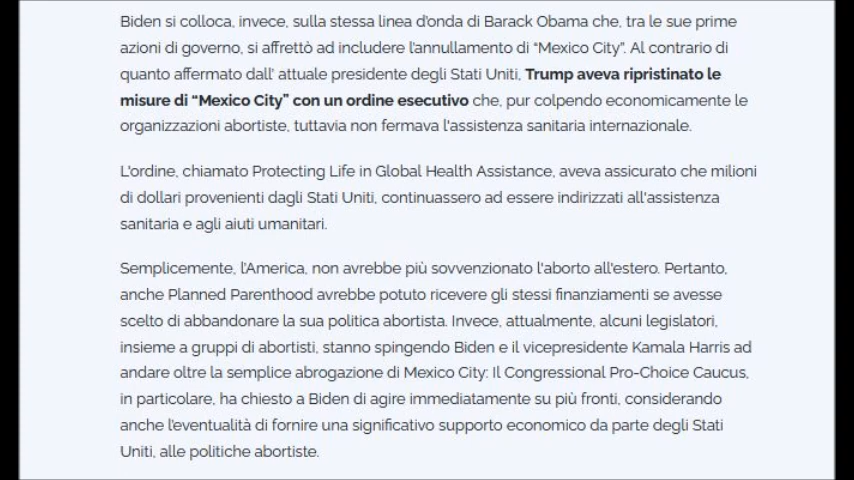 Biden si colloca, invece, sulla stessa linea d'onda di Barack Obama che, tra le sue prime
azioni di governo, si affrettò ad includere l'annullamento di “Mexico City”. Al contrario di
quanto affermato dall' attuale presidente degli Stati Uniti, Trump aveva ripristinato le
misure di “Mexico City” con un ordine esecutivo che, pur colpendo economicamente le
organizzazioni abortiste, tuttavia non fermava l'assistenza sanitaria internazionale.
L'ordine, chiamato Protecting Life in Global Health Assistance, aveva assicurato che milioni
di dollari provenienti dagli Stati Uniti, continuassero ad essere indirizzati all'assistenza
sanitaria e agli aiuti umanitari.
Semplicemente, l'America, non avrebbe più sovvenzionato l'aborto all'estero. Pertanto,
anche Planned Parenthood avrebbe potuto ricevere gli stessi finanziamenti se avesse
scelto di abbandonare la sua politica abortista. Invece, attualmente, alcuni legislatori,
insieme a gruppi di abortisti, stanno spingendo Biden e il vicepresidente Kamala Harris ad
andare oltre la semplice abrogazione di Mexico City: Il Congressional Pro-Choice Caucus,
in particolare, ha chiesto a Biden di agire immediatamente su più fronti, considerando
anche l'eventualità di fornire una significativo supporto economico da parte degli Stati
Uniti, alle politiche abortiste.